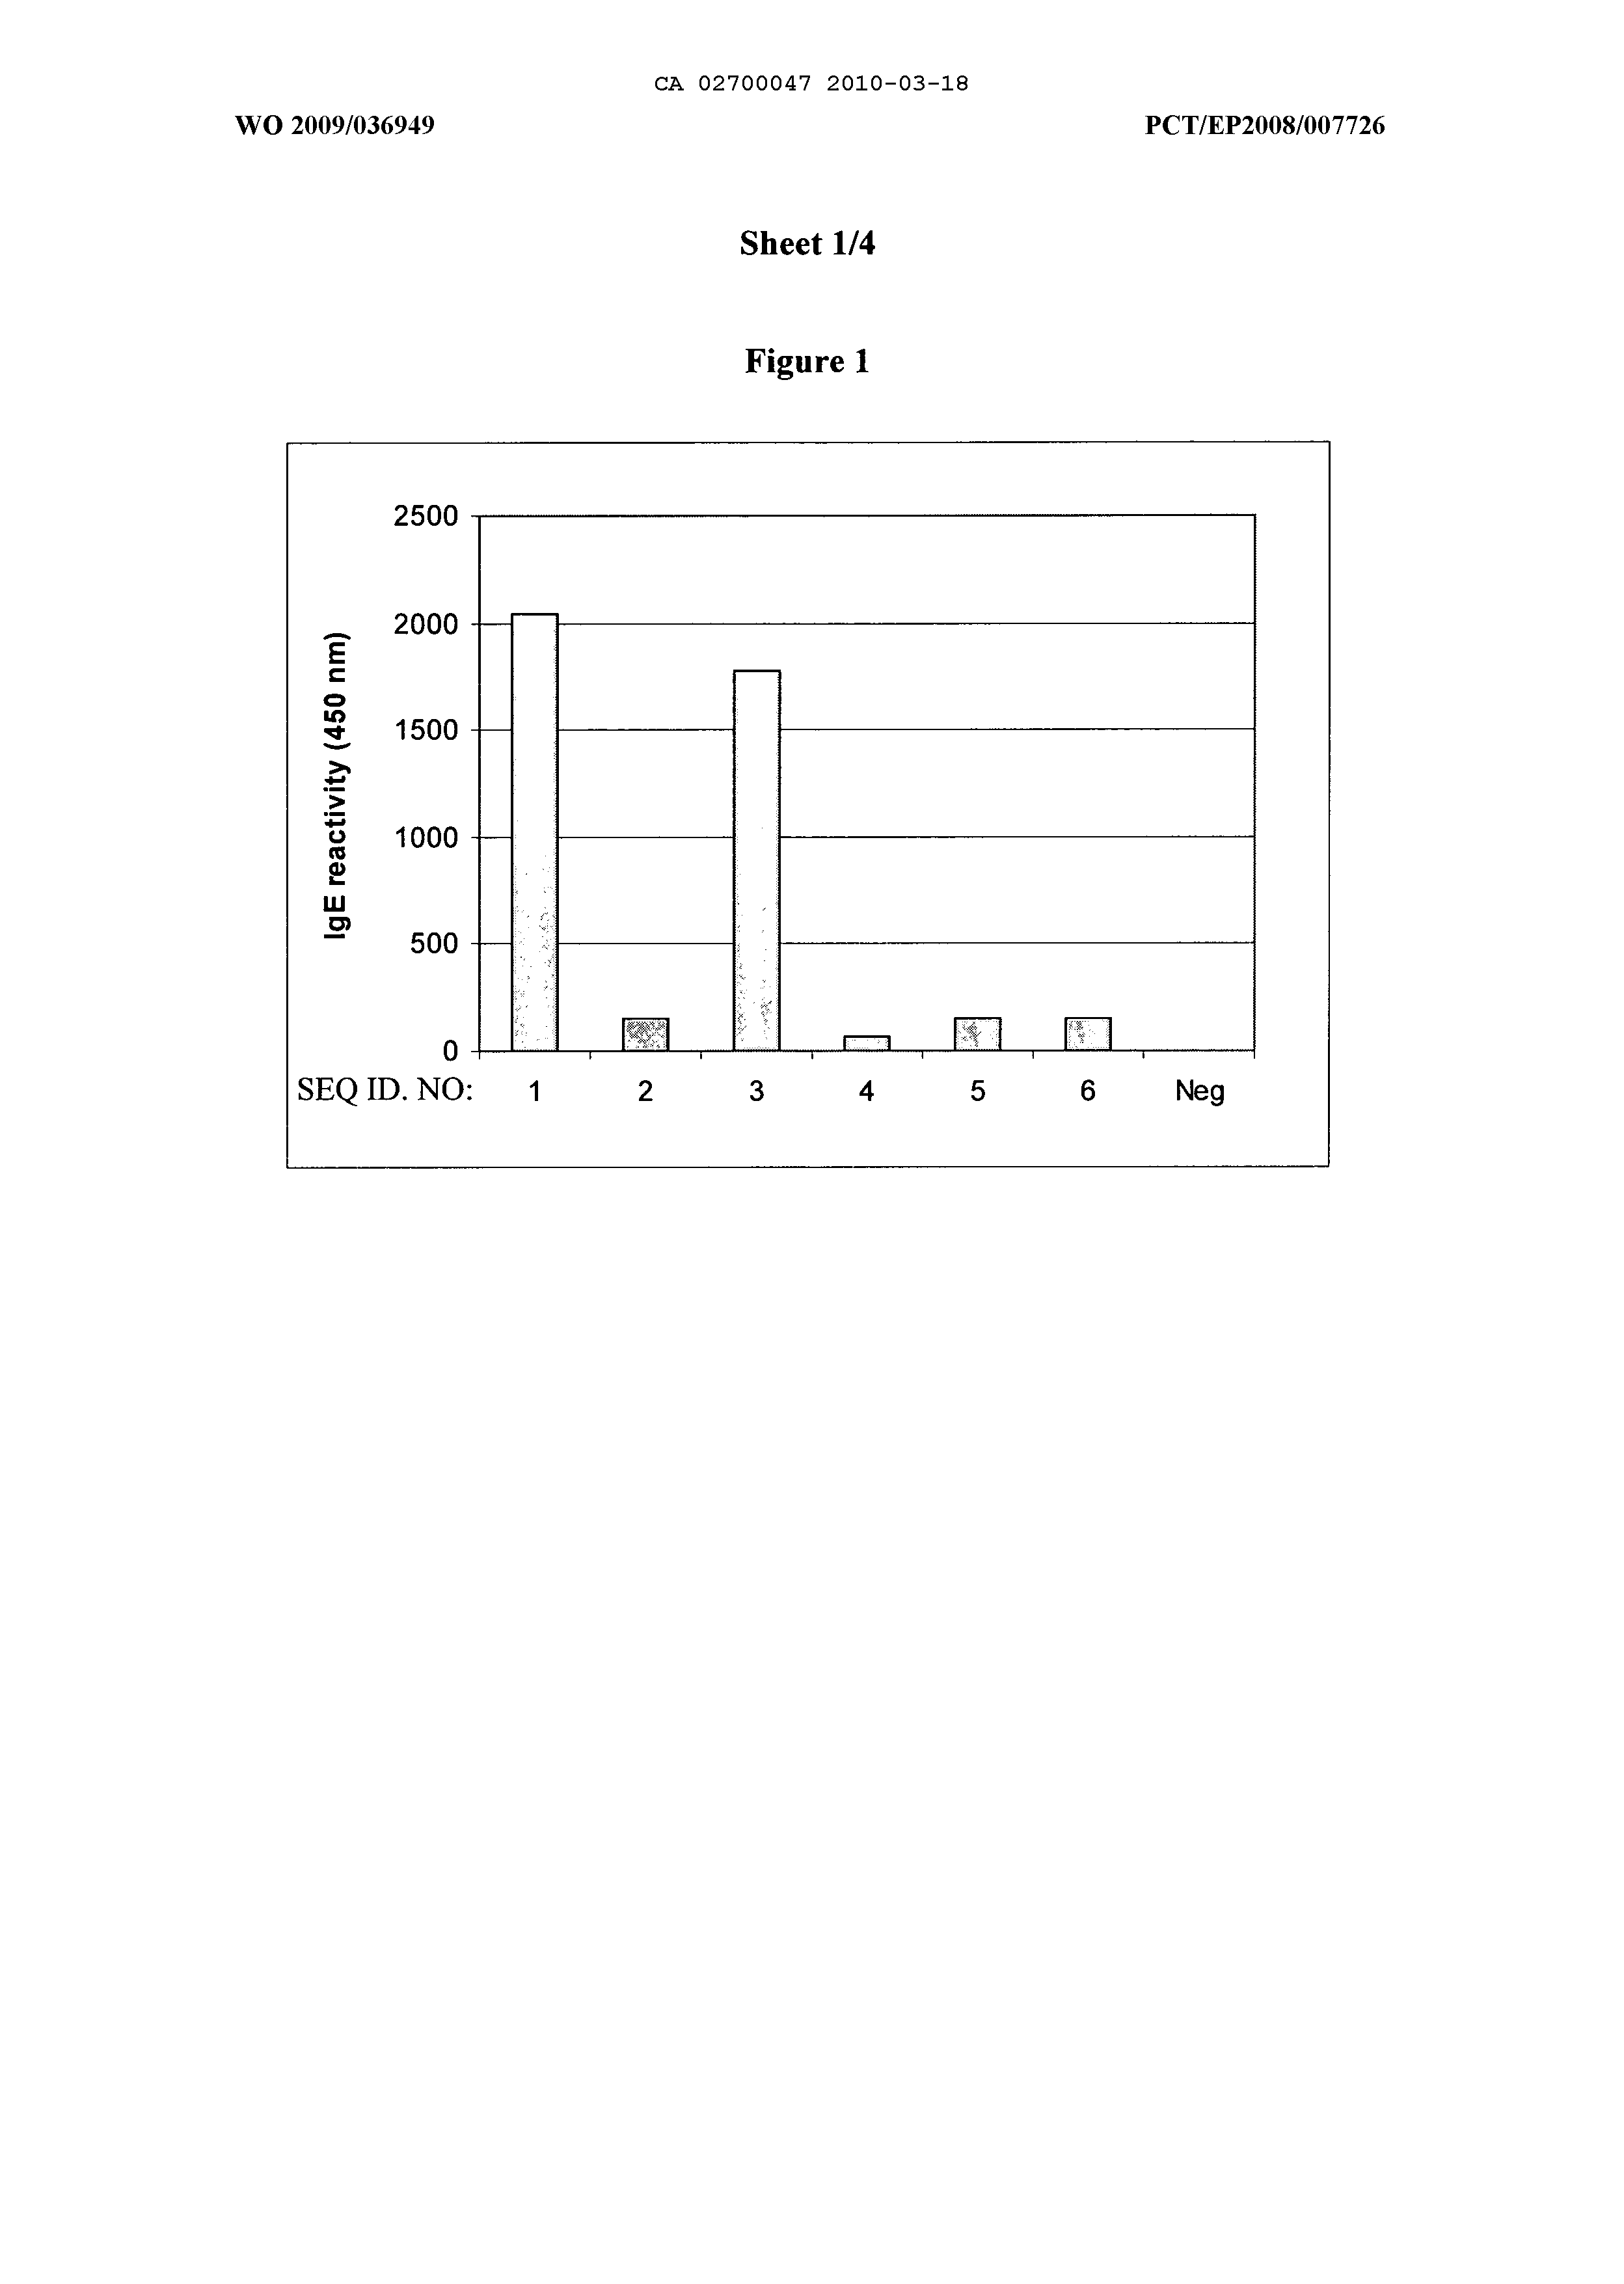 CA 02700047 2010-03-18
WO 2009/036949 PCT/EP2008/007726
Sheet 1/4
Figure 1
2500
2000
1500
1000
500
0
IgE reactivity (450 nm)
SEQ ID. NO: 1 2 3 4 5 6 Neg